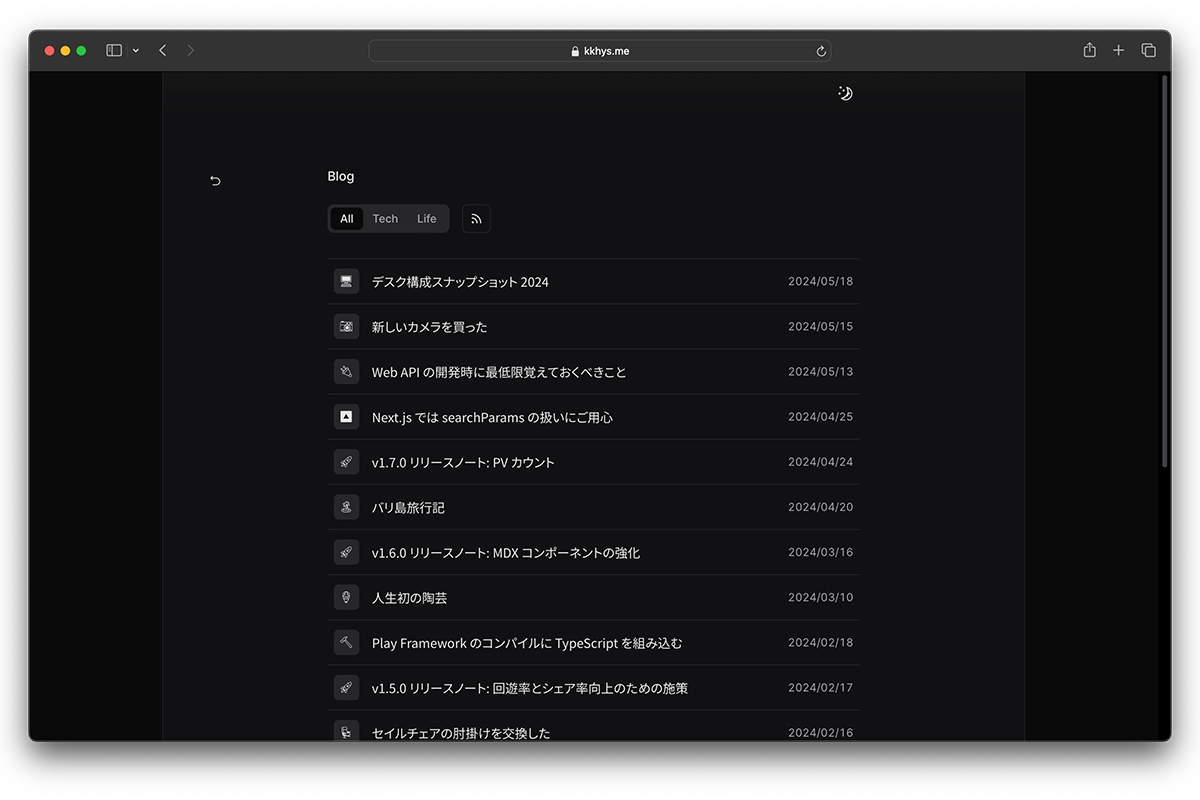 kkhys.me
Blog
All Tech Life
デスク構成スナップショット 2024 2024/05/18
新しいカメラを買った 2024/05/15
Web API の開発時に最低限覚えておくべきこと 2024/05/13
Next.js では searchParams の扱いにご用心 2024/04/25
v1.7.0 リリースノート: PV カウント 2024/04/24
バリ島旅行記 2024/04/20
v1.6.0 リリースノート: MDX コンポーネントの強化 2024/03/16
人生初の陶芸 2024/03/10
Play Framework のコンパイルに TypeScript を組み込む 2024/02/18
v1.5.0 リリースノート: 回遊率とシェア率向上のための施策 2024/02/17
セイルチェアの肘掛けを交換した 2024/02/16